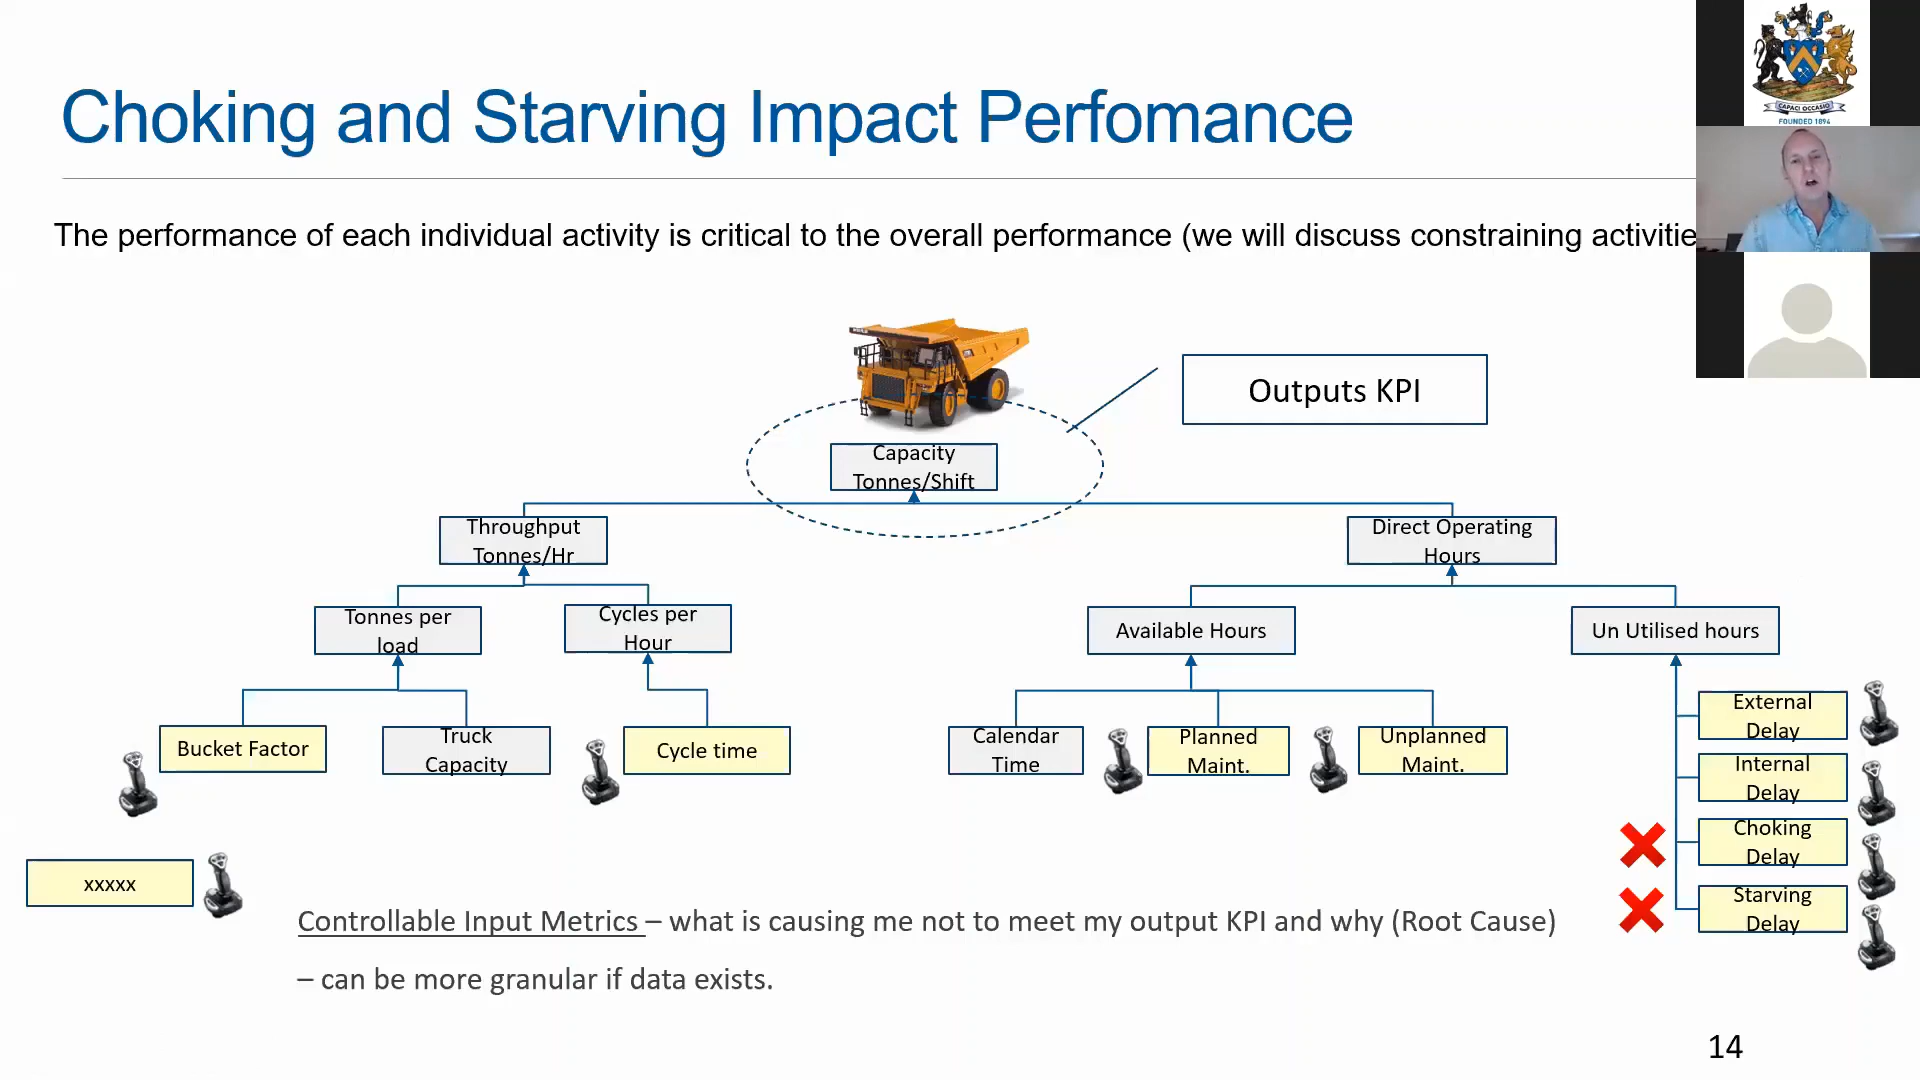 Choking and Starving Impact Perfomance
CAPACI OCCASIO
FOUNDED 1894
The performance of each individual activity is critical to the overall performance (we will discuss constraining activitie
Outputs KPI
Capacity
Tonnes/Shift
Throughput
Tonnes/Hr
Direct Operating
Hours
Tonnes per
load
Cycles per
Hour
Available Hours
Un Utilised hours
Bucket Factor
Truck
Capacity
Cycle time
Calendar
Time
Planned
Maint.
Unplanned
Maint.
External
Delay
Internal
Delay
Choking
Delay
Starving
Delay
xxxxx
Controllable Input Metrics – what is causing me not to meet my output KPI and why (Root Cause)
– can be more granular if data exists.
14